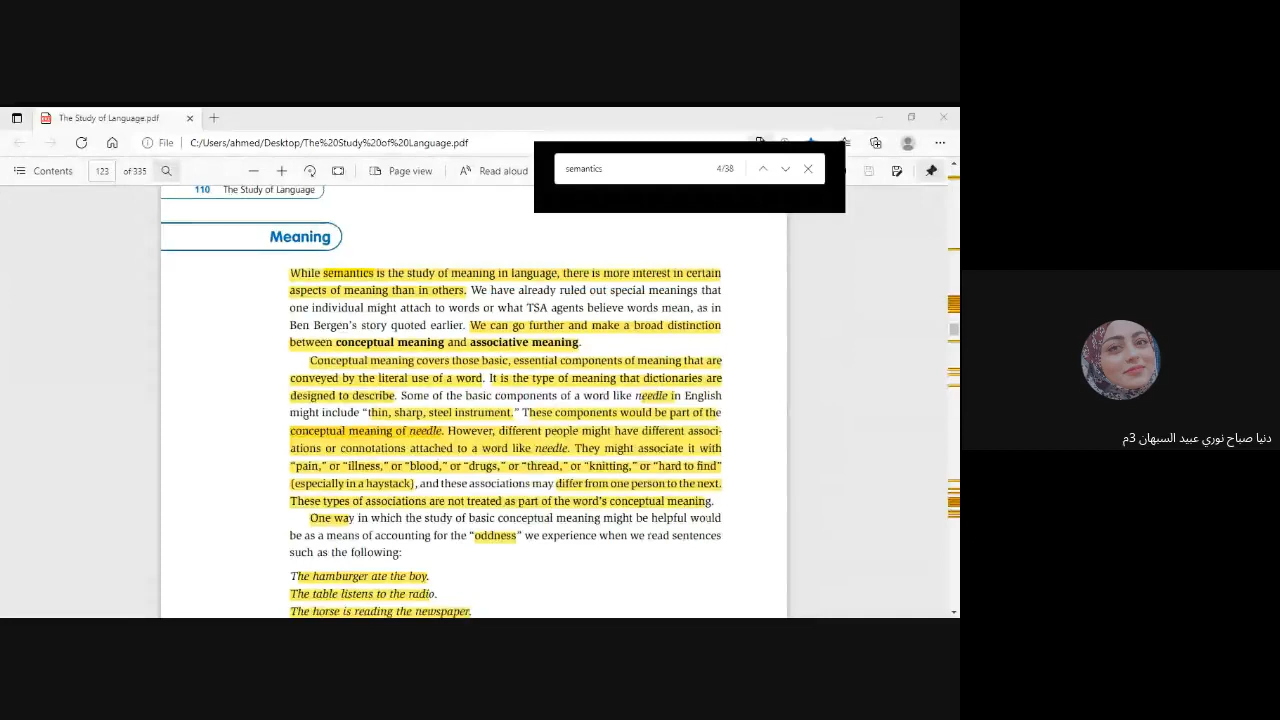 The Study of Language.pdf
File
C:/Users/ahmed/Desktop/The%20Study%20of%20Language.pdf
Contents
123
of 335
Page view
Read aloud
semantics
4/38
110 The Study of Language
Meaning
While semantics is the study of meaning in language, there is more interest in certain
aspects of meaning than in others. We have already ruled out special meanings that
one individual might attach to words or what TSA agents believe words mean, as in
Ben Bergen's story quoted earlier. We can go further and make a broad distinction
between conceptual meaning and associative meaning.
Conceptual meaning covers those basic, essential components of meaning that are
conveyed by the literal use of a word. It is the type of meaning that dictionaries are
designed to describe. Some of the basic components of a word like needle in English
might include “thin, sharp, steel instrument.” These components would be part of the
conceptual meaning of needle. However, different people might have different associ-
ations or connotations attached to a word like needle. They might associate it with
“pain,” or “illness,” or “blood,” or “drugs,” or “thread,” or “knitting,” or “hard to find”
(especially in a haystack), and these associations may differ from one person to the next.
These types of associations are not treated as part of the word's conceptual meaning.
One way in which the study of basic conceptual meaning might be helpful would
be as a means of accounting for the “oddness” we experience when we read sentences
such as the following:
The hamburger ate the boy.
The table listens to the radio.
The horse is reading the newspaper.
دنيا صباح نوري عبيد السبهان 3م